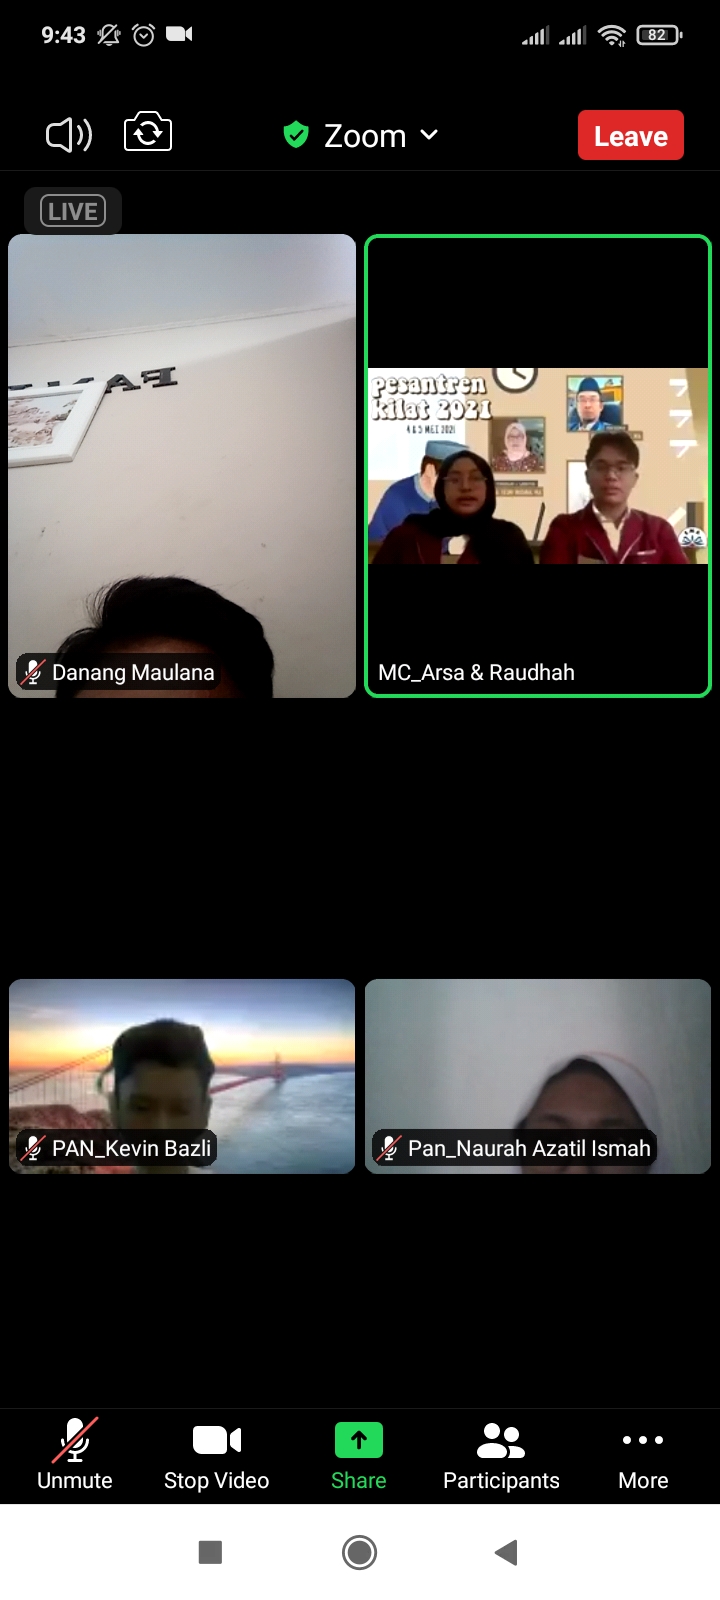 9:43
82
Zoom
Leave
LIVE
Danang Maulana
pesantren
kilat 2021
4 & 5 MEI 2021
MC_Arsa & Raudhah
PAN_Kevin Bazli
Pan_Naurah Azatil Ismah
Unmute
Stop Video
Share
Participants
More